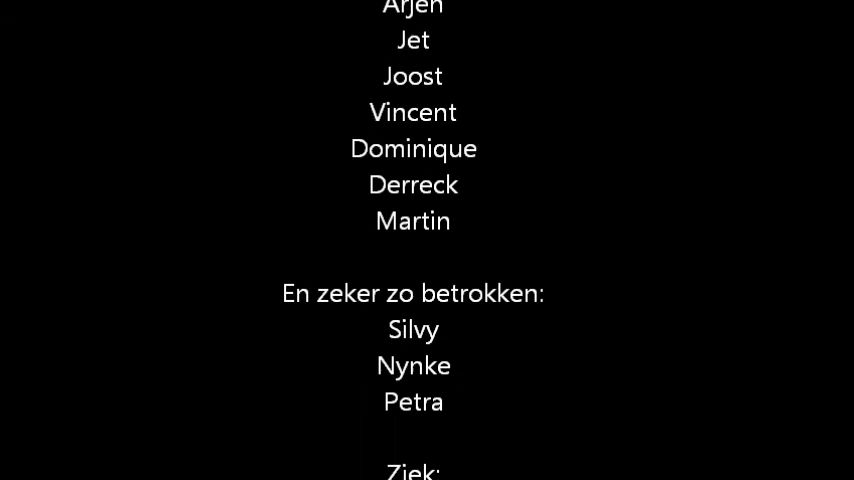 Arjen
Jet
Joost
Vincent
Dominique
Derreck
Martin
En zeker zo betrokken:
Silvy
Nynke
Petra
Ziek: